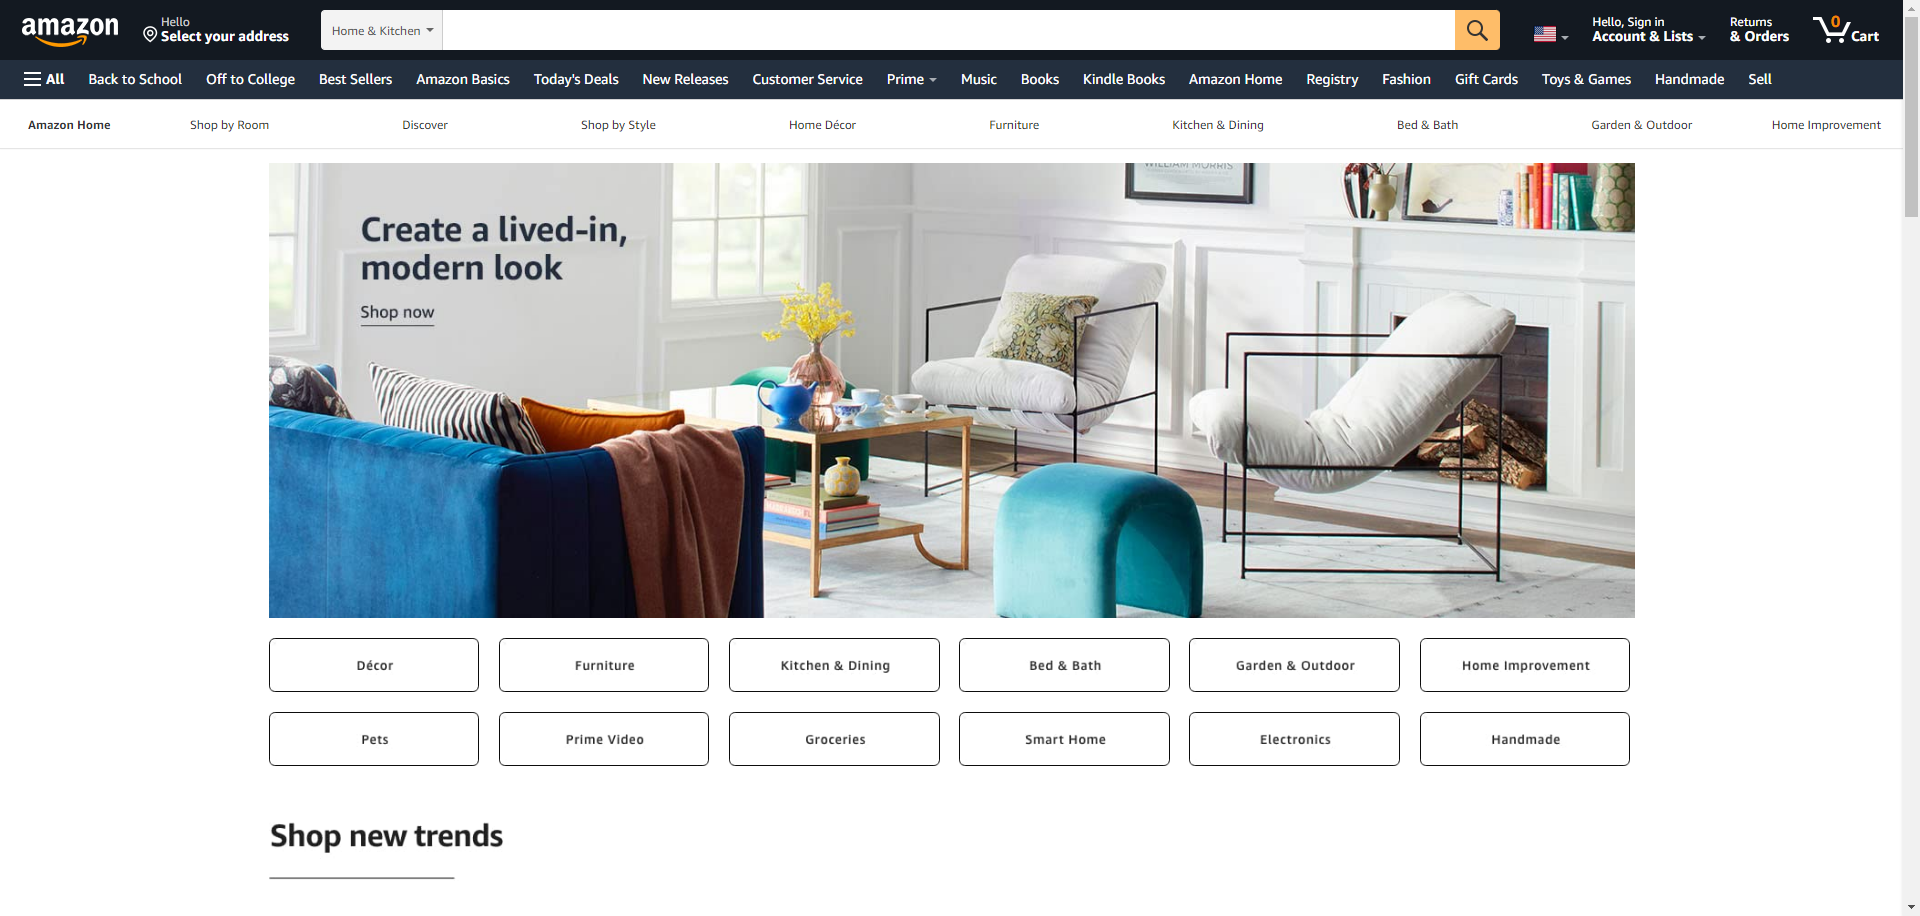 amazon
Hello
Select your address
Home & Kitchen
Hello, Sign in
Account & Lists
Returns
& Orders
0
Cart
All
Back to School
Off to College
Best Sellers
Amazon Basics
Today's Deals
New Releases
Customer Service
Prime
Music
Books
Kindle Books
Amazon Home
Registry
Fashion
Gift Cards
Toys & Games
Handmade
Sell
Amazon Home
Shop by Room
Discover
Shop by Style
Home Décor
Furniture
Kitchen & Dining
Bed & Bath
Garden & Outdoor
Home Improvement
WILLIAM MORRIS
Create a lived-in,
modern look
Shop now
Décor
Furniture
Kitchen & Dining
Bed & Bath
Garden & Outdoor
Home Improvement
Pets
Prime Video
Groceries
Smart Home
Electronics
Handmade
Shop new trends